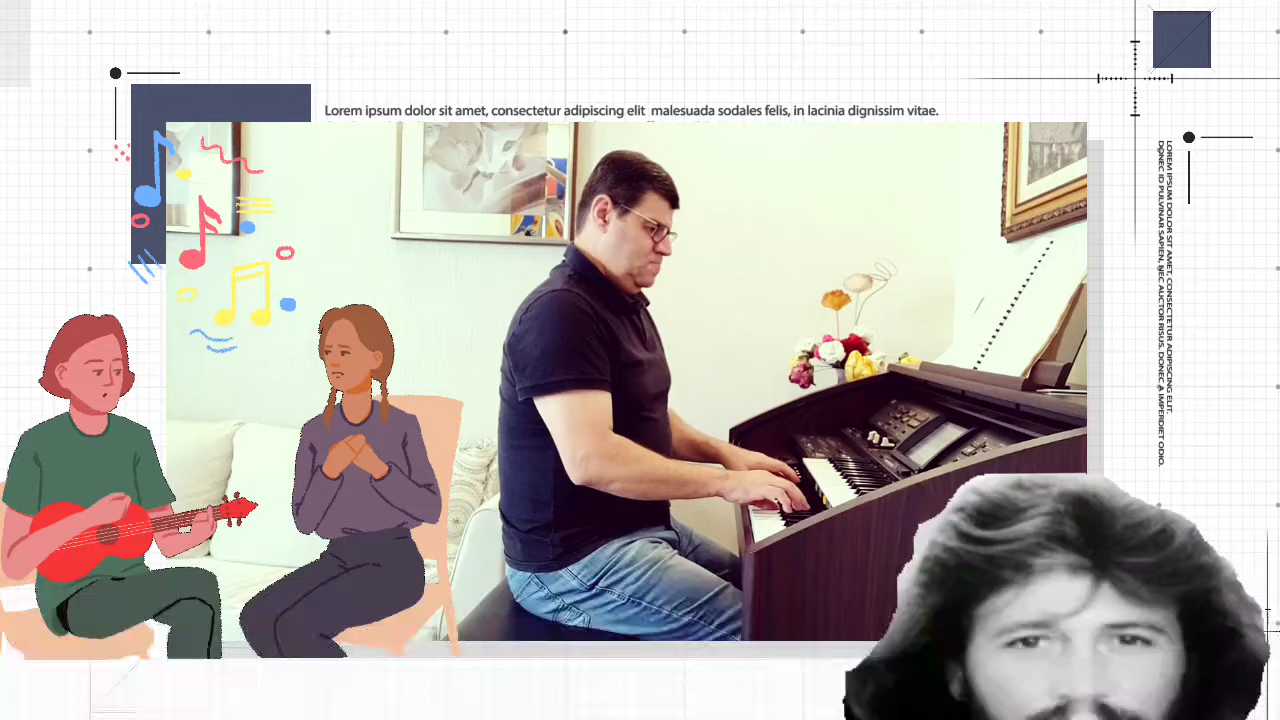 Lorem ipsum dolor sit amet, consectetur adipiscing elit malesuada sodales felis, in lacinia dignissim vitae.
LOREM IPSUM DOLOR SIT AMET, CONSECTETUR ADIPISCING ELIT.
DONEC ID PULVINAR SAPIEN, NEC AUCTOR RISUS. DONEC A IMPERDIET ODIO.